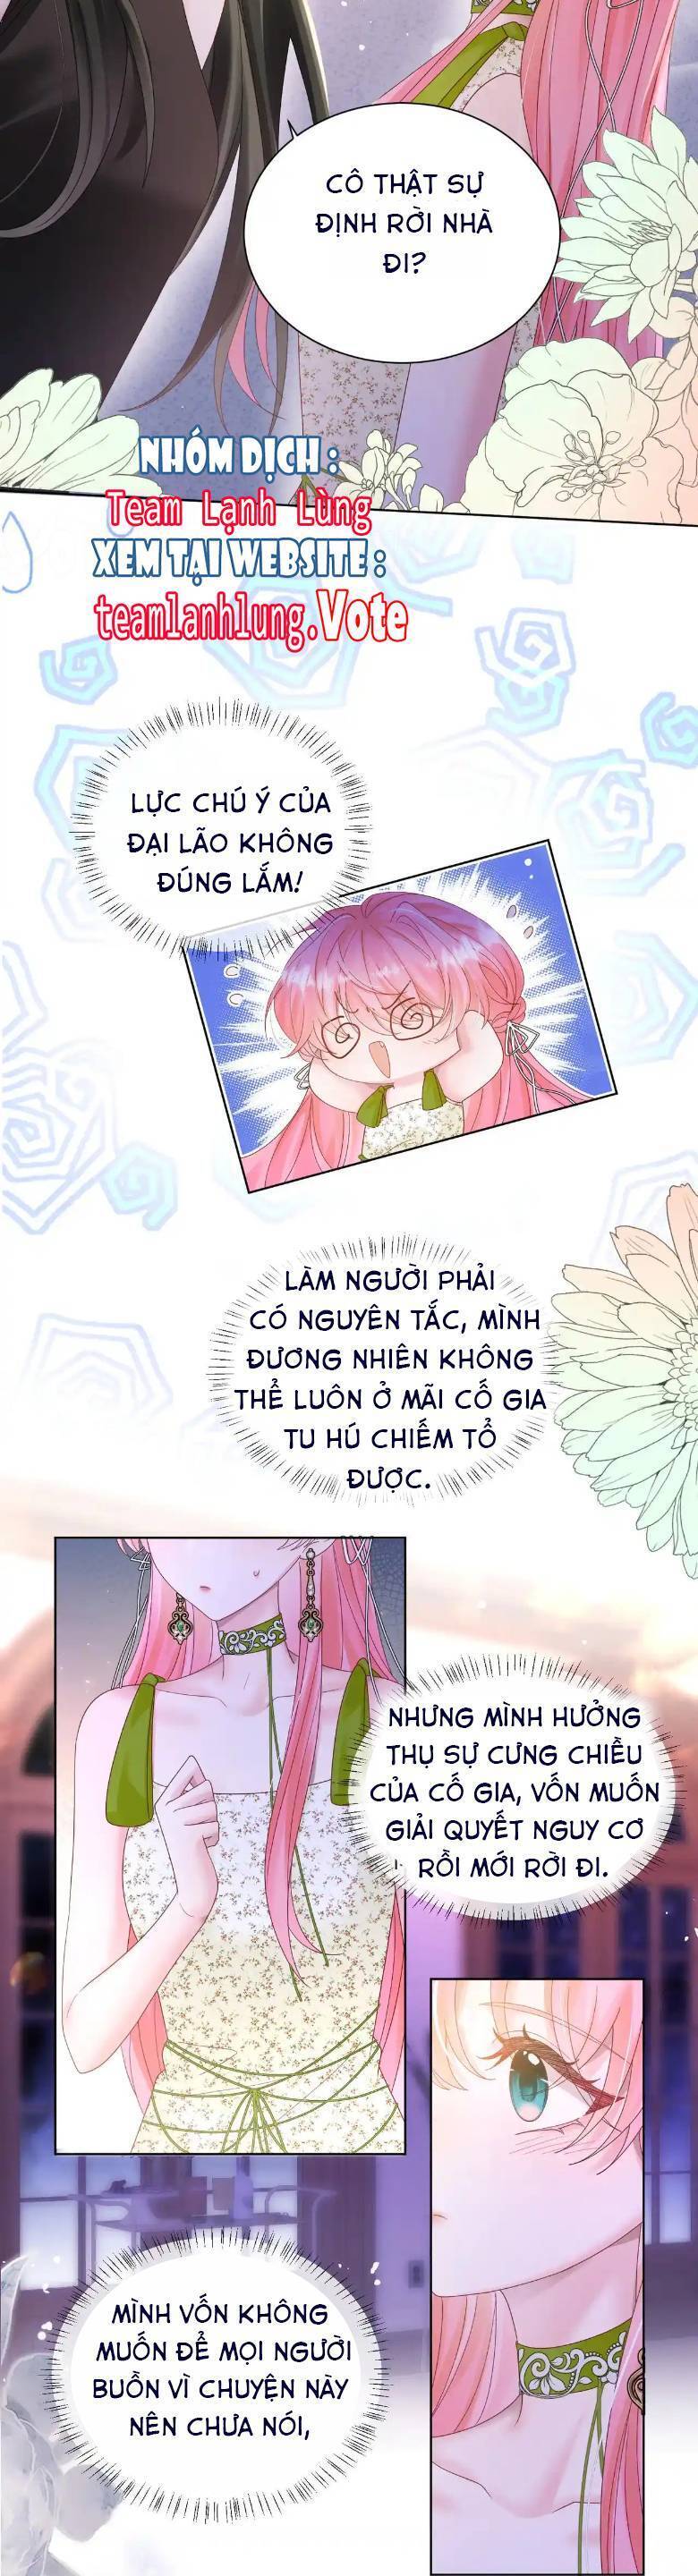 CÔ THẬT SỰ
ĐỊNH RỜI NHÀ
ĐI?
NHÓM DỊCH :
Team Lạnh Lùng
XEM TẠI WEBSITE :
teamlanhlung.Vote
LỰC CHÚ Ý CỦA
ĐẠI LÃO KHÔNG
ĐÚNG LẮM!
LÀM NGƯỜI PHẢI
CÓ NGUYÊN TẮC, MÌNH
ĐƯƠNG NHIÊN KHÔNG
THỂ LUÔN Ở MÃI CỐ GIA
TU HÚ CHIẾM TỔ
ĐƯỢC.
NHƯNG MÌNH HƯỞNG
THỤ SỰ CƯNG CHIỀU
CỦA CỐ GIA, VỐN MUỐN
GIẢI QUYẾT NGUY CƠ
RỒI MỚI RỜI ĐI.
MÌNH VỐN KHÔNG
MUỐN ĐỂ MỌI NGƯỜI
BUỒN VÌ CHUYỆN NÀY
NÊN CHƯA NÓI,